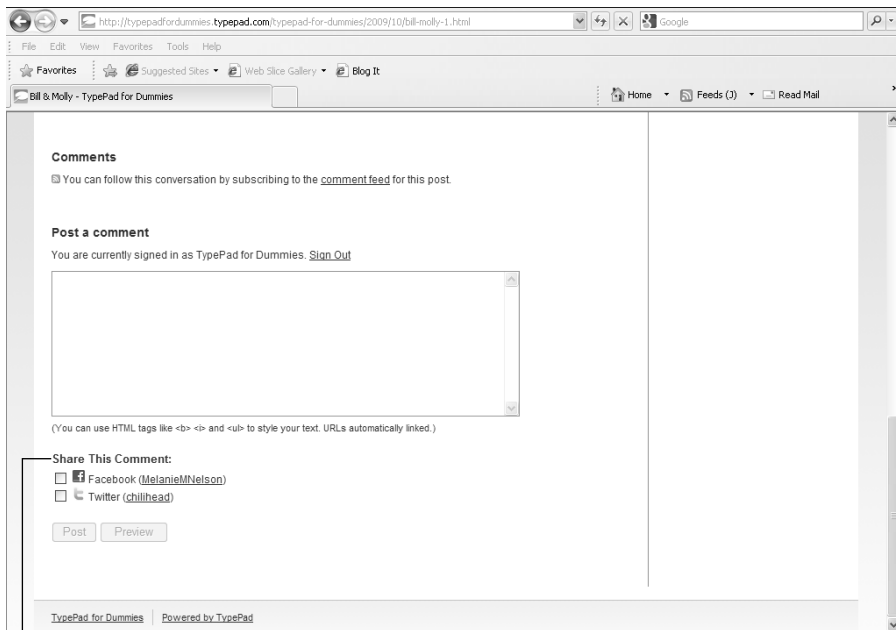 http://typepadfordummies.typepad.com/typepad-for-dummies/2009/10/bill-molly-1.html Google
File Edit View Favorites Tools Help
Favorites Suggested Sites Web Slice Gallery Blog It
Bill & Molly - TypePad for Dummies Home Feeds (J) Read Mail
Comments
You can follow this conversation by subscribing to the comment feed for this post.
Post a comment
You are currently signed in as TypePad for Dummies. Sign Out
(You can use HTML tags like <b> <i> and <ul> to style your text. URLs automatically linked.)
Share This Comment:
Facebook (MelanieMNelson)
Twitter (chilihead)
Post Preview
TypePad for Dummies Powered by TypePad